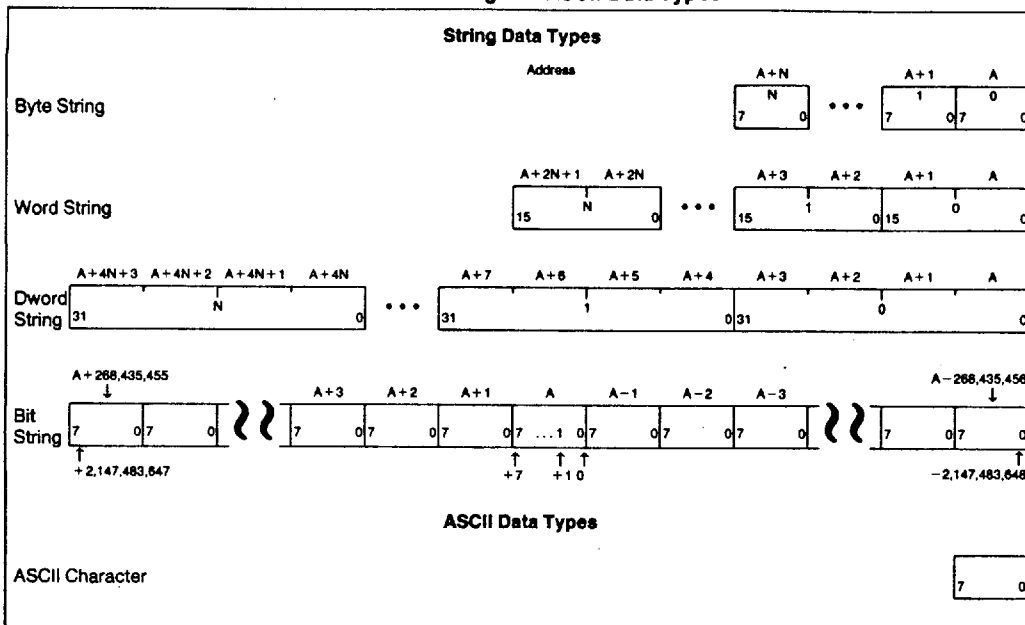 ASCII Data Types
String Data Types
Address
Byte String
A+N A+1 A
N ••• 1 0
7 0 7 0 7 0
Word String
A+2N+1 A+2N A+3 A+2 A+1 A
N ••• 1 0
15 0 15 0 15 0
A+4N+3 A+4N+2 A+4N+1 A+4N A+7 A+6 A+5 A+4 A+3 A+2 A+1 A
Dword
String
N ••• 1 0
31 0 31 0 31 0
A+268,435,455 A−268,435,456
A+3 A+2 A+1 A A−1 A−2 A−3
Bit
String
7 0 7 0 7 0 7 0 7 0 7 ...1 0 7 0 7 0 7 0 7 0 7 0
+2,147,483,647 +7 +1 0 −2,147,483,648
ASCII Data Types
ASCII Character
7 0